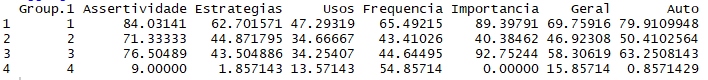 Group.1 Assertividade Estrategias Usos Frequencia Importancia Geral Auto
1 1 84.03141 62.701571 47.29319 65.49215 89.39791 69.75916 79.9109948
2 2 71.33333 44.871795 34.66667 43.41026 40.38462 46.92308 50.4102564
3 3 76.50489 43.504886 34.25407 44.64495 92.75244 58.30619 63.2508143
4 4 9.00000 1.857143 13.57143 54.85714 0.00000 15.85714 0.8571429